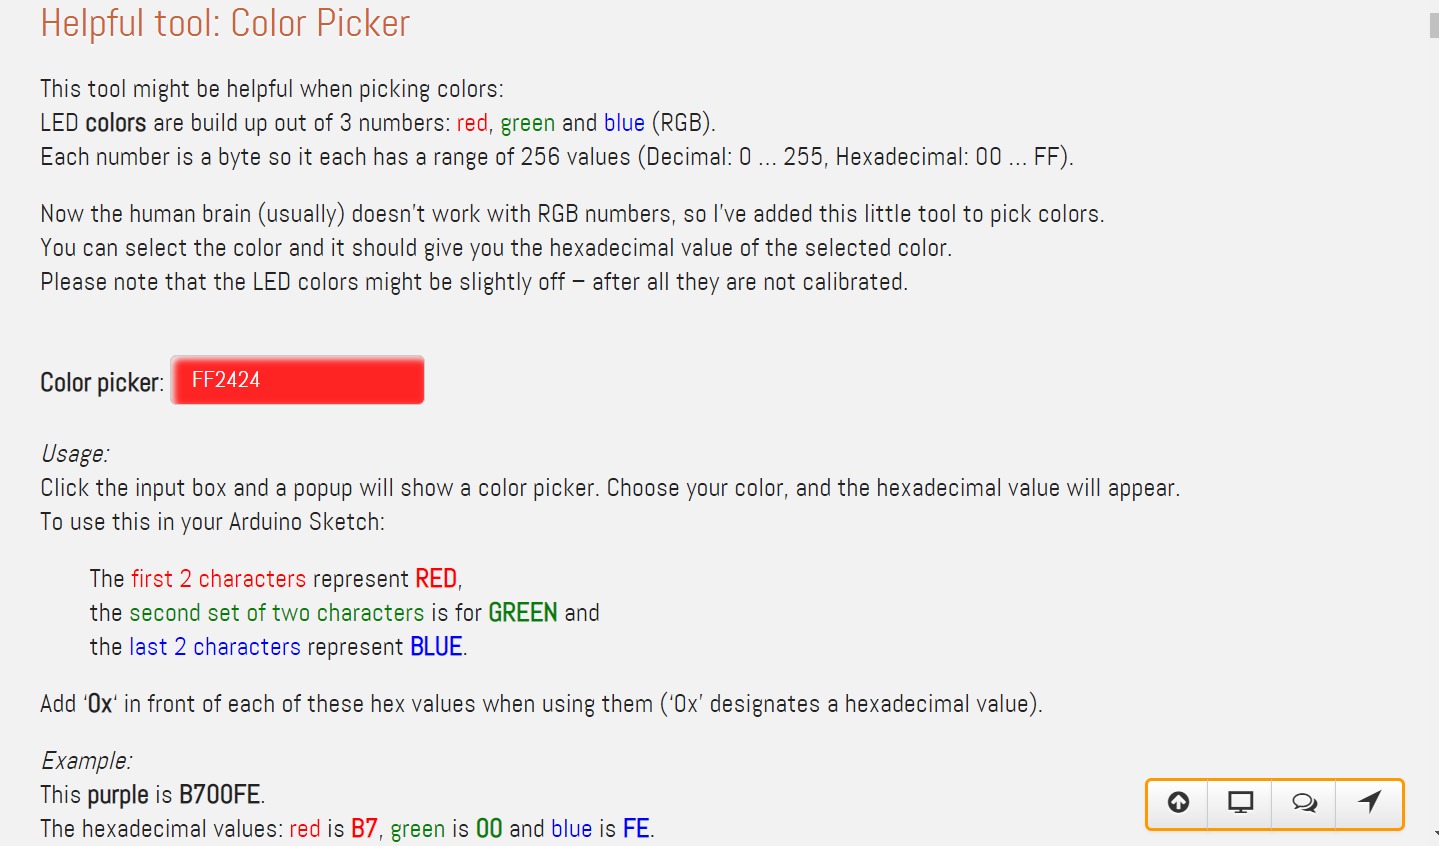 Helpful tool: Color Picker
This tool might be helpful when picking colors:
LED colors are build up out of 3 numbers: red, green and blue (RGB).
Each number is a byte so it each has a range of 256 values (Decimal: 0 … 255, Hexadecimal: 00 … FF).
Now the human brain (usually) doesn’t work with RGB numbers, so I’ve added this little tool to pick colors.
You can select the color and it should give you the hexadecimal value of the selected color.
Please note that the LED colors might be slightly off – after all they are not calibrated.
Color picker: FF2424
Usage:
Click the input box and a popup will show a color picker. Choose your color, and the hexadecimal value will appear.
To use this in your Arduino Sketch:
The first 2 characters represent RED,
the second set of two characters is for GREEN and
the last 2 characters represent BLUE.
Add ‘0x‘ in front of each of these hex values when using them (‘0x’ designates a hexadecimal value).
Example:
This purple is B700FE.
The hexadecimal values: red is B7, green is 00 and blue is FE.